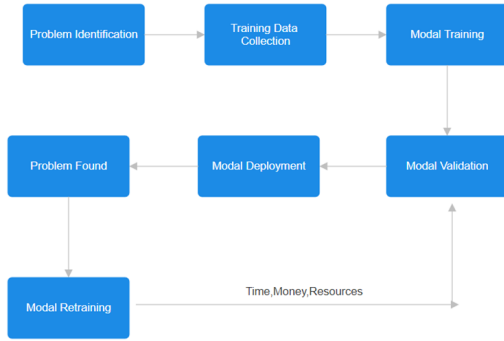 Problem Identification
Training Data
Collection
Modal Training
Problem Found
Modal Deployment
Modal Validation
Modal Retraining
Time,Money,Resources